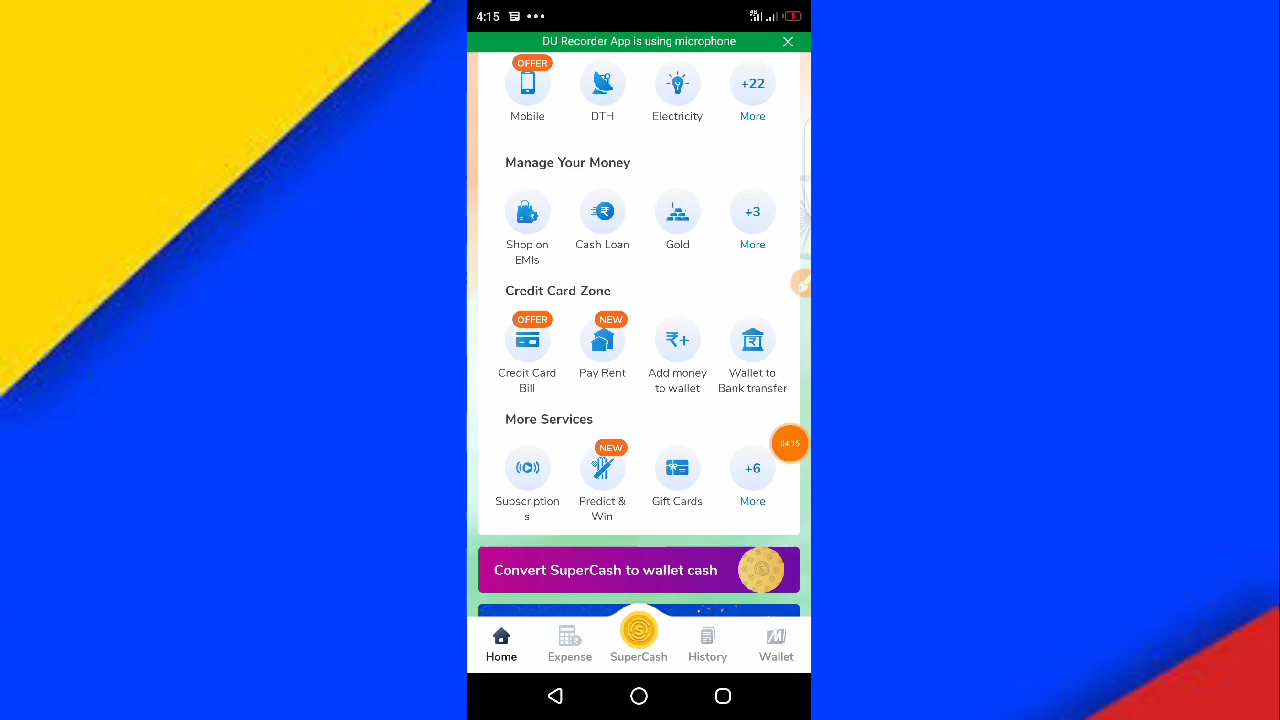 4:15
DU Recorder App is using microphone
OFFER
Mobile DTH Electricity +22 More
Manage Your Money
Shop on EMIs Cash Loan Gold +3 More
Credit Card Zone
OFFER NEW
₹+
Credit Card Bill Pay Rent Add money to wallet Wallet to Bank transfer
More Services
04:15
NEW
Subscription
s Predict & Win Gift Cards +6 More
Convert SuperCash to wallet cash
Home Expense SuperCash History Wallet